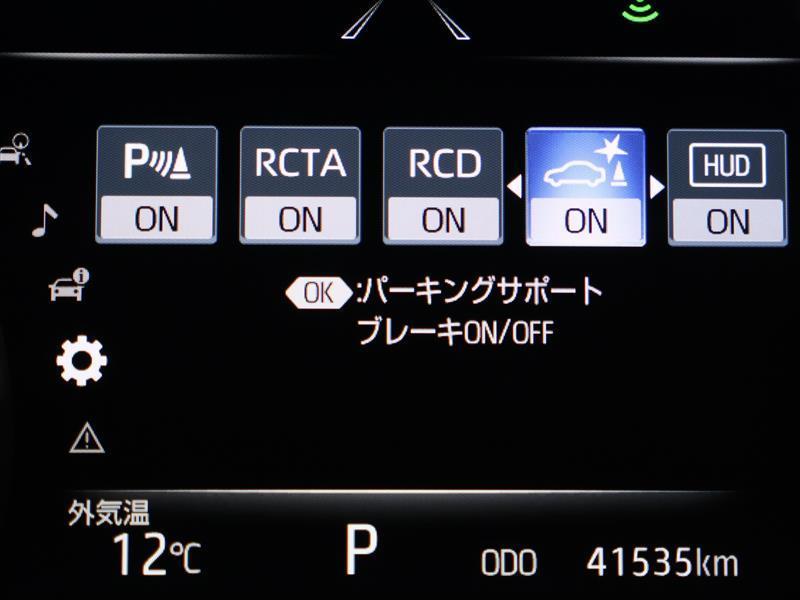 P RCTA RCD HUD
ON ON ON ON ON
OK :パーキングサポート
ブレーキON/OFF
外気温
12℃ P ODO 41535km